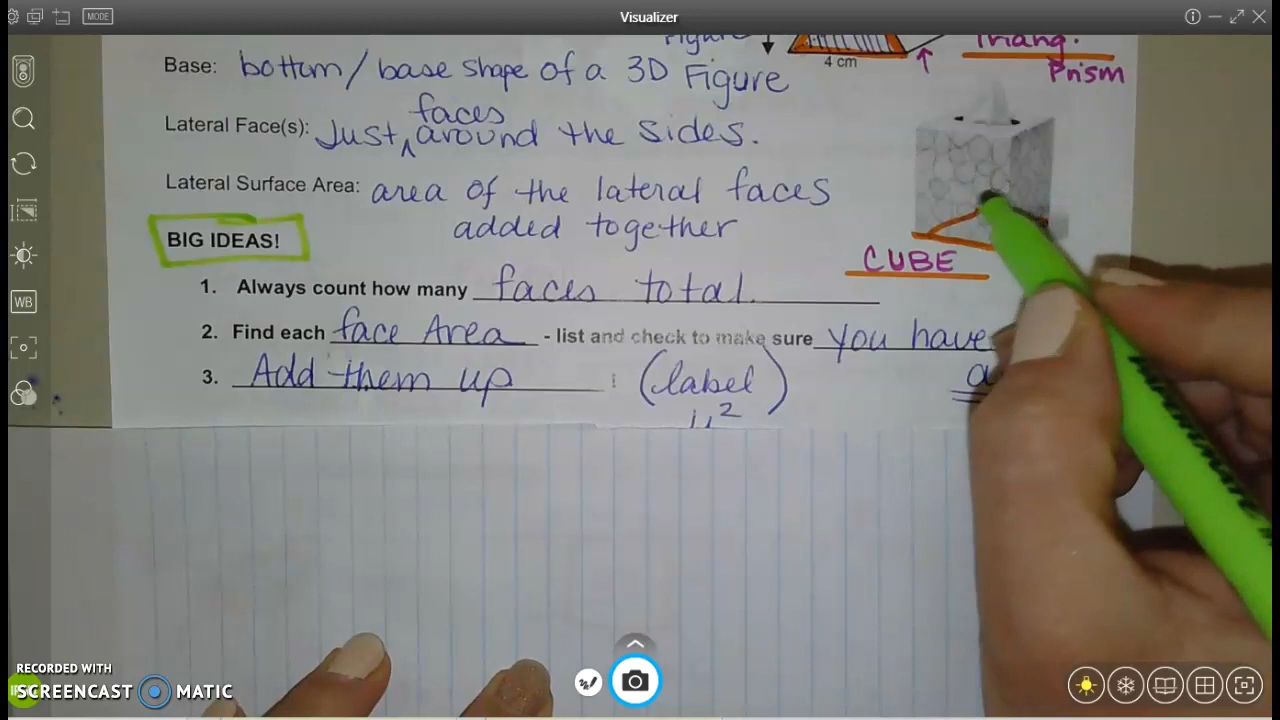 Visualizer
MODE
Figure
4 cm
Triang.
Prism
Base: bottom/base shape of a 3D Figure
faces
Lateral Face(s): Just ^ around the sides.
Lateral Surface Area: area of the lateral faces
added together
BIG IDEAS!
CUBE
1. Always count how many faces total
2. Find each face Area - list and check to make sure you have
3. Add them up (label
WB
RECORDED WITH
SCREENCAST MATIC